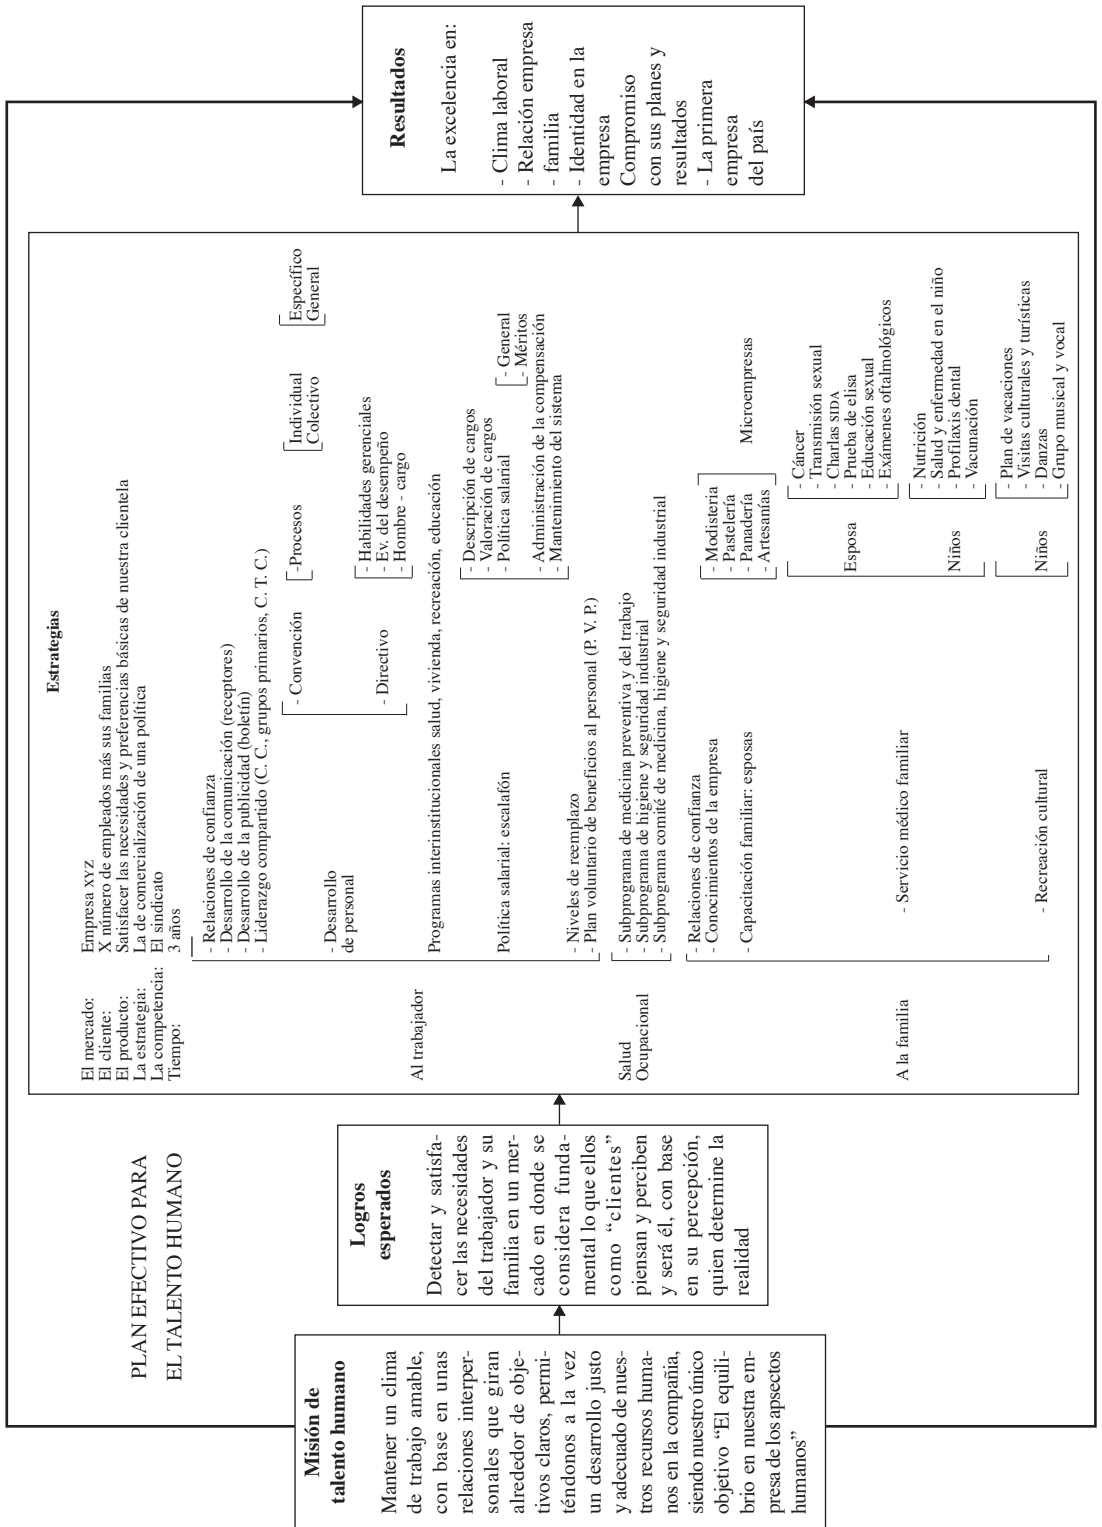 PLAN EFECTIVO PARA
EL TALENTO HUMANO
Misión de
talento humano
Mantener un clima
de trabajo amable,
con base en unas
relaciones interper-
sonales que giran
alrededor de obje-
tivos claros, permi-
téndonos a la vez
un desarrollo justo
y adecuado de nues-
tros recursos huma-
nos en la compañía,
siendo nuestro único
objetivo “El equili-
brio en nuestra em-
presa de los apsectos
humanos”
Logros
esperados
Detectar y satisfa-
cer las necesidades
del trabajador y su
familia en un mer-
cado en donde se
considera funda-
mental lo que ellos
como “clientes”
piensan y perciben
y será él, con base
en su percepción,
quien determine la
realidad
Estrategias
El mercado: Empresa XYZ
El cliente: X número de empleados más sus familias
El producto: Satisfacer las necesidades y preferencias básicas de nuestra clientela
La estrategia: La de comercialización de una política
La competencia: El sindicato
Tiempo: 3 años
Al trabajador
- Relaciones de confianza
- Desarrollo de la comunicación (receptores)
- Desarrollo de la publicidad (boletín)
- Liderazgo compartido (C. C., grupos primarios, C. T. C.)
- Desarrollo
de personal
- Convención
- Procesos
Individual
Colectivo
Específico
General
- Directivo
- Habilidades gerenciales
- Ev. del desempeño
- Hombre - cargo
Programas interinstitucionales salud, vivienda, recreación, educación
Política salarial: escalafón
- Descripción de cargos
- Valoración de cargos
- Política salarial
- General
- Méritos
- Administración de la compensación
- Mantenimiento del sistema
- Niveles de reemplazo
- Plan voluntario de beneficios al personal (P. V. P.)
Salud
Ocupacional
- Subprograma de medicina preventiva y del trabajo
- Subprograma de higiene y seguridad industrial
- Subprograma comité de medicina, higiene y seguridad industrial
A la familia
- Relaciones de confianza
- Conocimientos de la empresa
- Capacitación familiar: esposas
- Modisteria
- Pastelería
- Panadería
- Artesanías
Microempresas
- Servicio médico familiar
Esposa
- Cáncer
- Transmisión sexual
- Charlas SIDA
- Prueba de elisa
- Educación sexual
- Exámenes oftalmológicos
Niños
- Nutrición
- Salud y enfermedad en el niño
- Profilaxis dental
- Vacunación
- Recreación cultural
Niños
- Plan de vacaciones
- Visitas culturales y turísticas
- Danzas
- Grupo musical y vocal
Resultados
La excelencia en:
- Clima laboral
- Relación empresa
- familia
- Identidad en la
empresa
Compromiso
con sus planes y
resultados
- La primera
empresa
del país